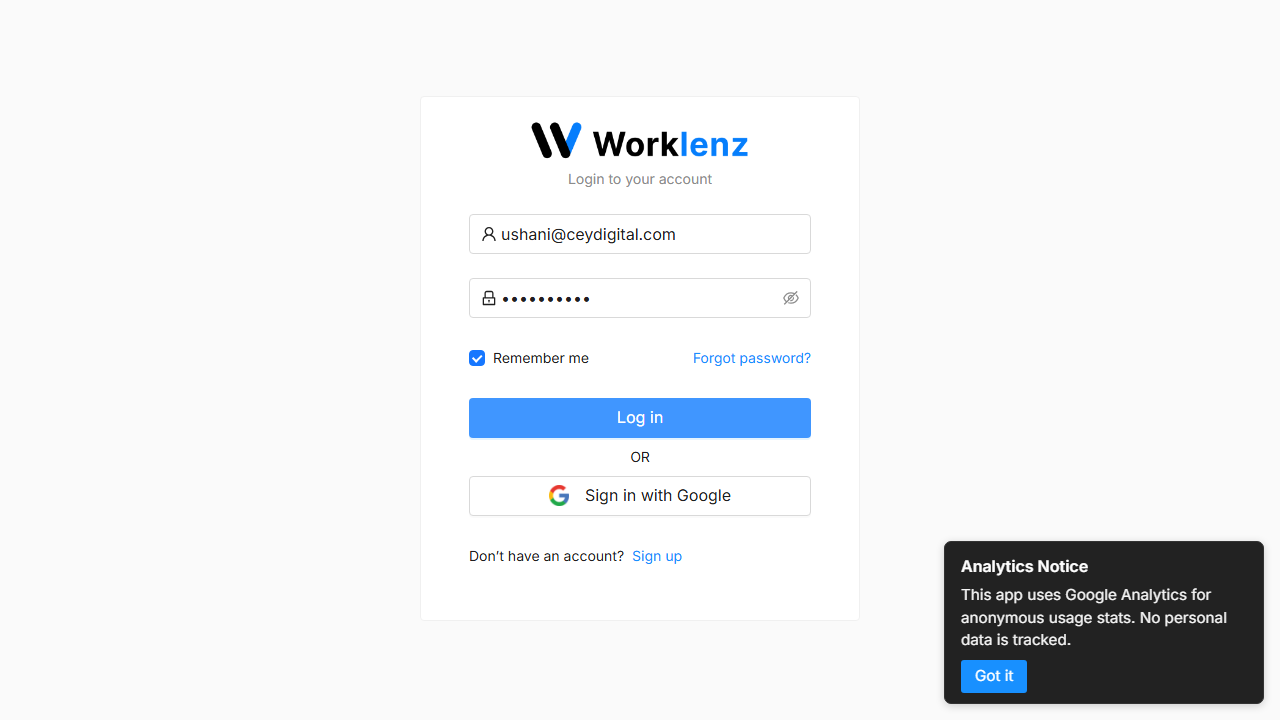 Worklenz
Login to your account
ushani@ceydigital.com
••••••••••
Remember me
Forgot password?
Log in
OR
Sign in with Google
Don’t have an account? Sign up
Analytics Notice
This app uses Google Analytics for
anonymous usage stats. No personal
data is tracked.
Got it